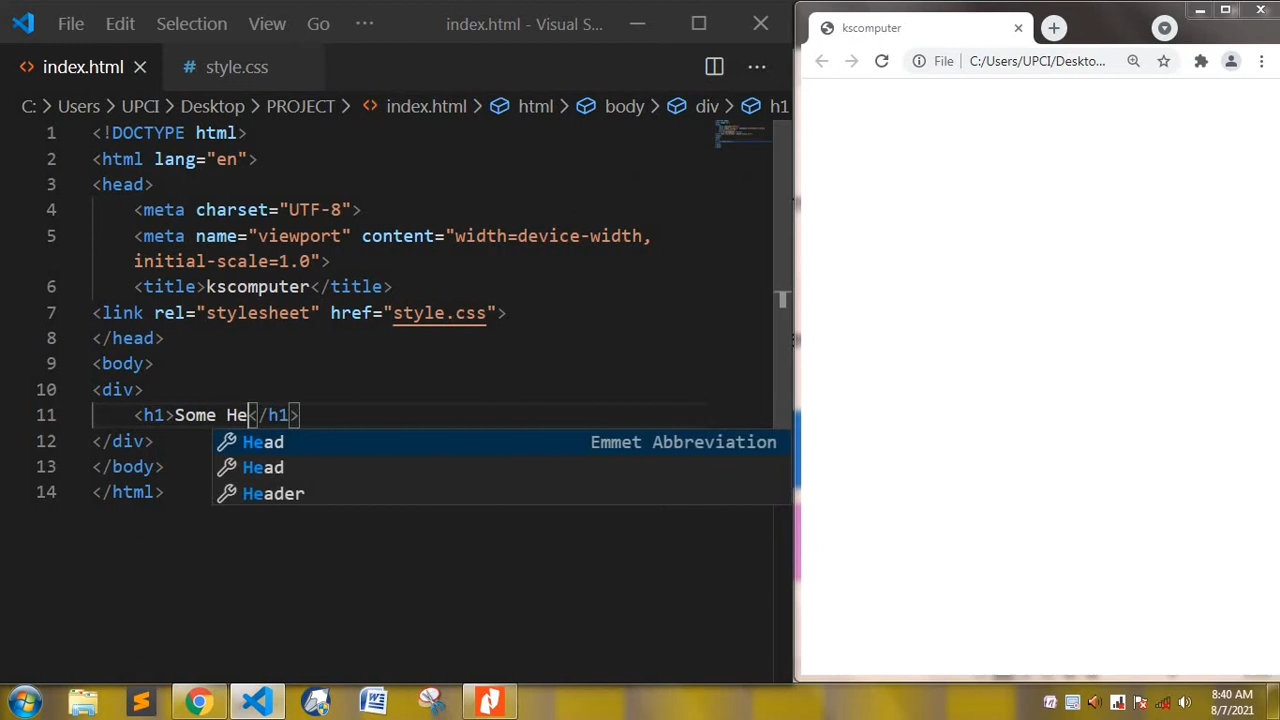 File Edit Selection View Go ··· index.html - Visual S...
index.html style.css
C: > Users > UPCI > Desktop > PROJECT > index.html > html > body > div > h1
1 <!DOCTYPE html>
2 <html lang="en">
3 <head>
4 <meta charset="UTF-8">
5 <meta name="viewport" content="width=device-width,
initial-scale=1.0">
6 <title>kscomputer</title>
7 <link rel="stylesheet" href="style.css">
8 </head>
9 <body>
10 <div>
11 <h1>Some He</h1>
12 </div>
13 </body>
14 </html>
Head Emmet Abbreviation
Head
Header
kscomputer
File C:/Users/UPCI/Deskto...
8:40 AM
8/7/2021